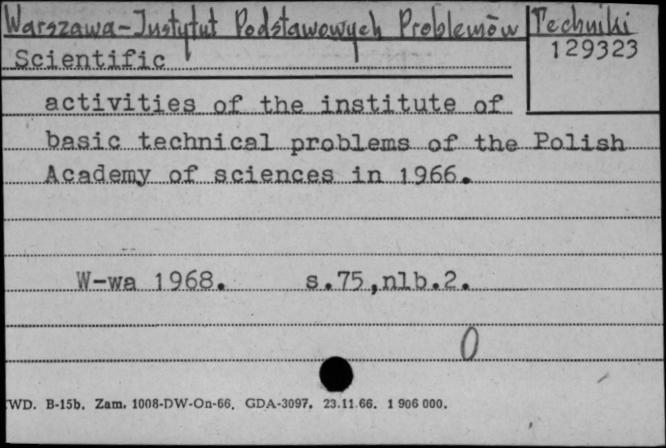 Warszawa-Instytut Podstawowych Problemów Techniki
129323
Scientific
activities of the institute of
basic technical problems of the Polish
Academy of sciences in 1966.
W-wa 1968. s.75,nlb.2.
0
WD. B-15b. Zam. 1008-DW-On-66. GDA-3097. 23.11.66. 1 906 000.